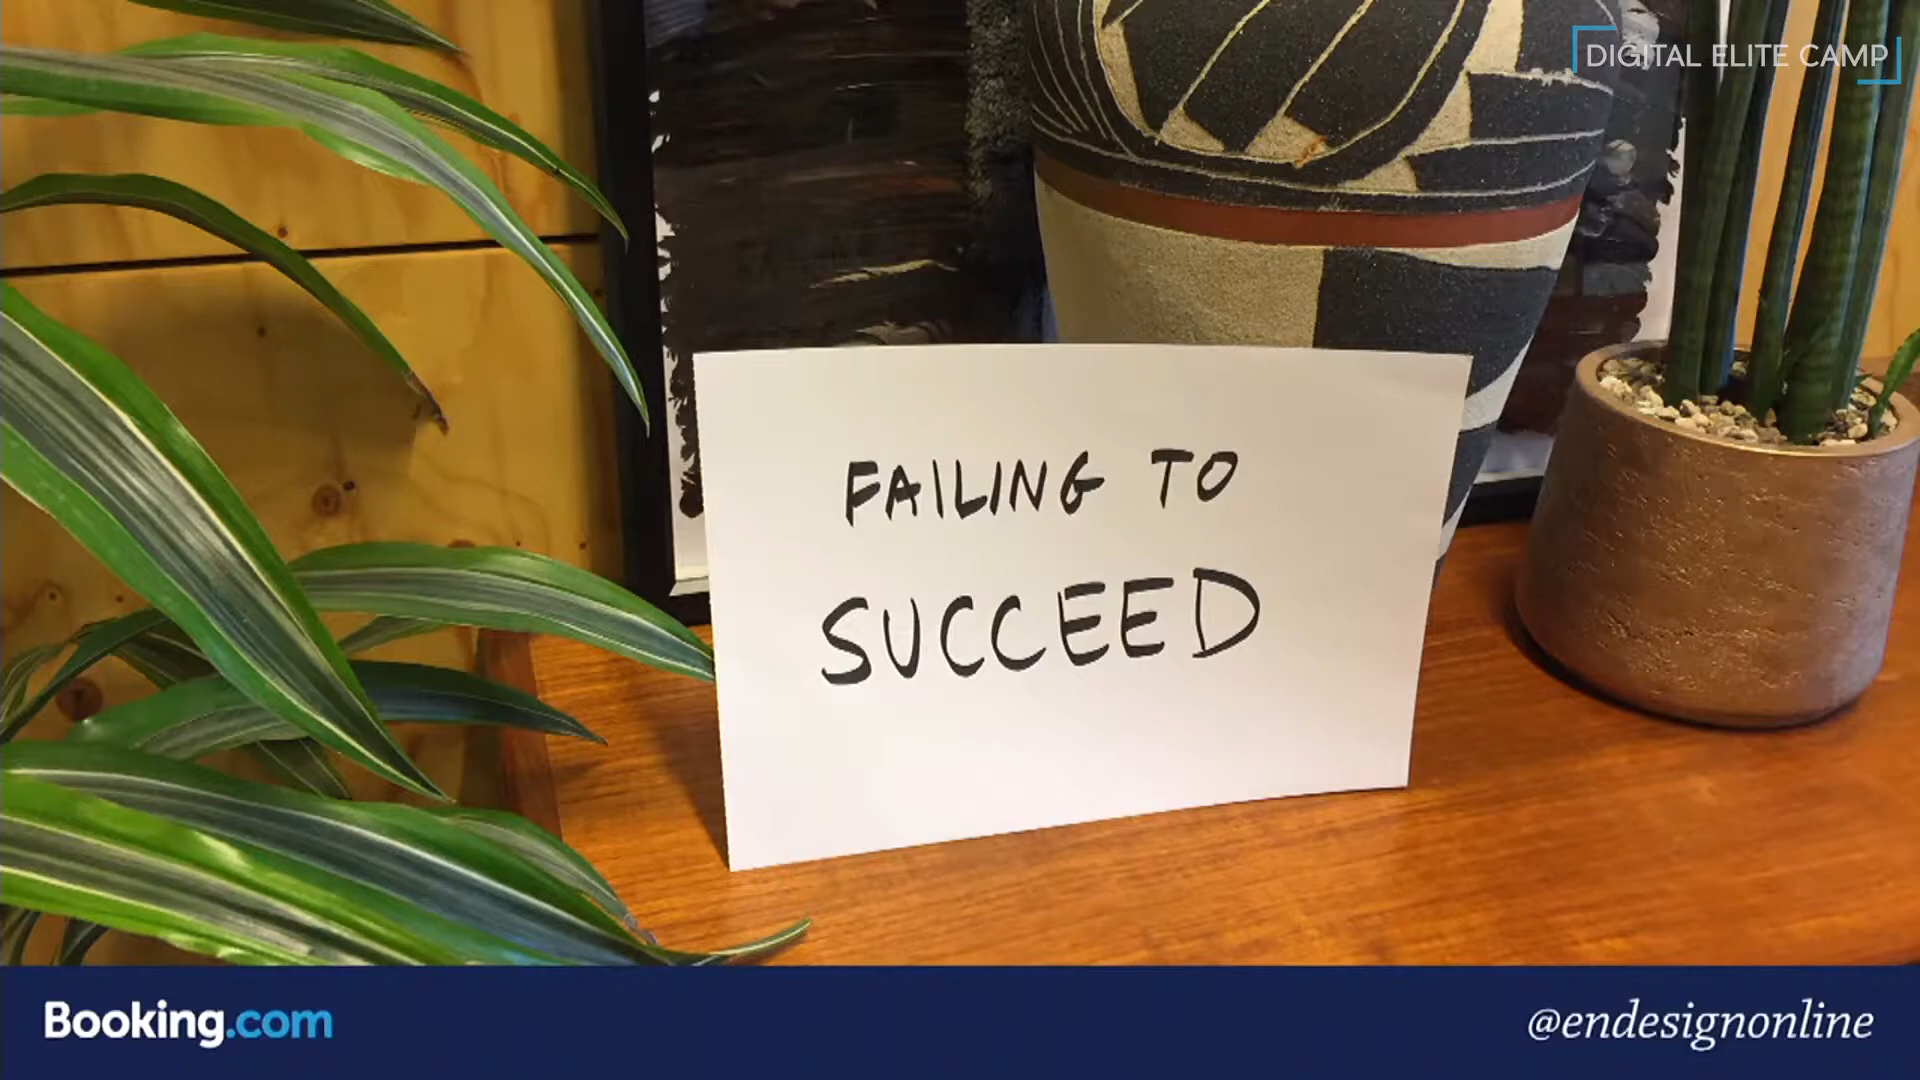 DIGITAL ELITE CAMP
FAILING TO
SUCCEED
Booking.com
@endesignonline